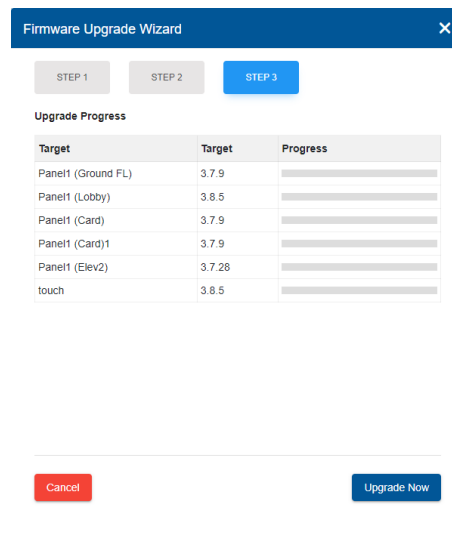 Firmware Upgrade Wizard ×
STEP 1 STEP 2 STEP 3
Upgrade Progress
Target Target Progress
Panel1 (Ground FL) 3.7.9
Panel1 (Lobby) 3.8.5
Panel1 (Card) 3.7.9
Panel1 (Card)1 3.7.9
Panel1 (Elev2) 3.7.28
touch 3.8.5
Cancel Upgrade Now